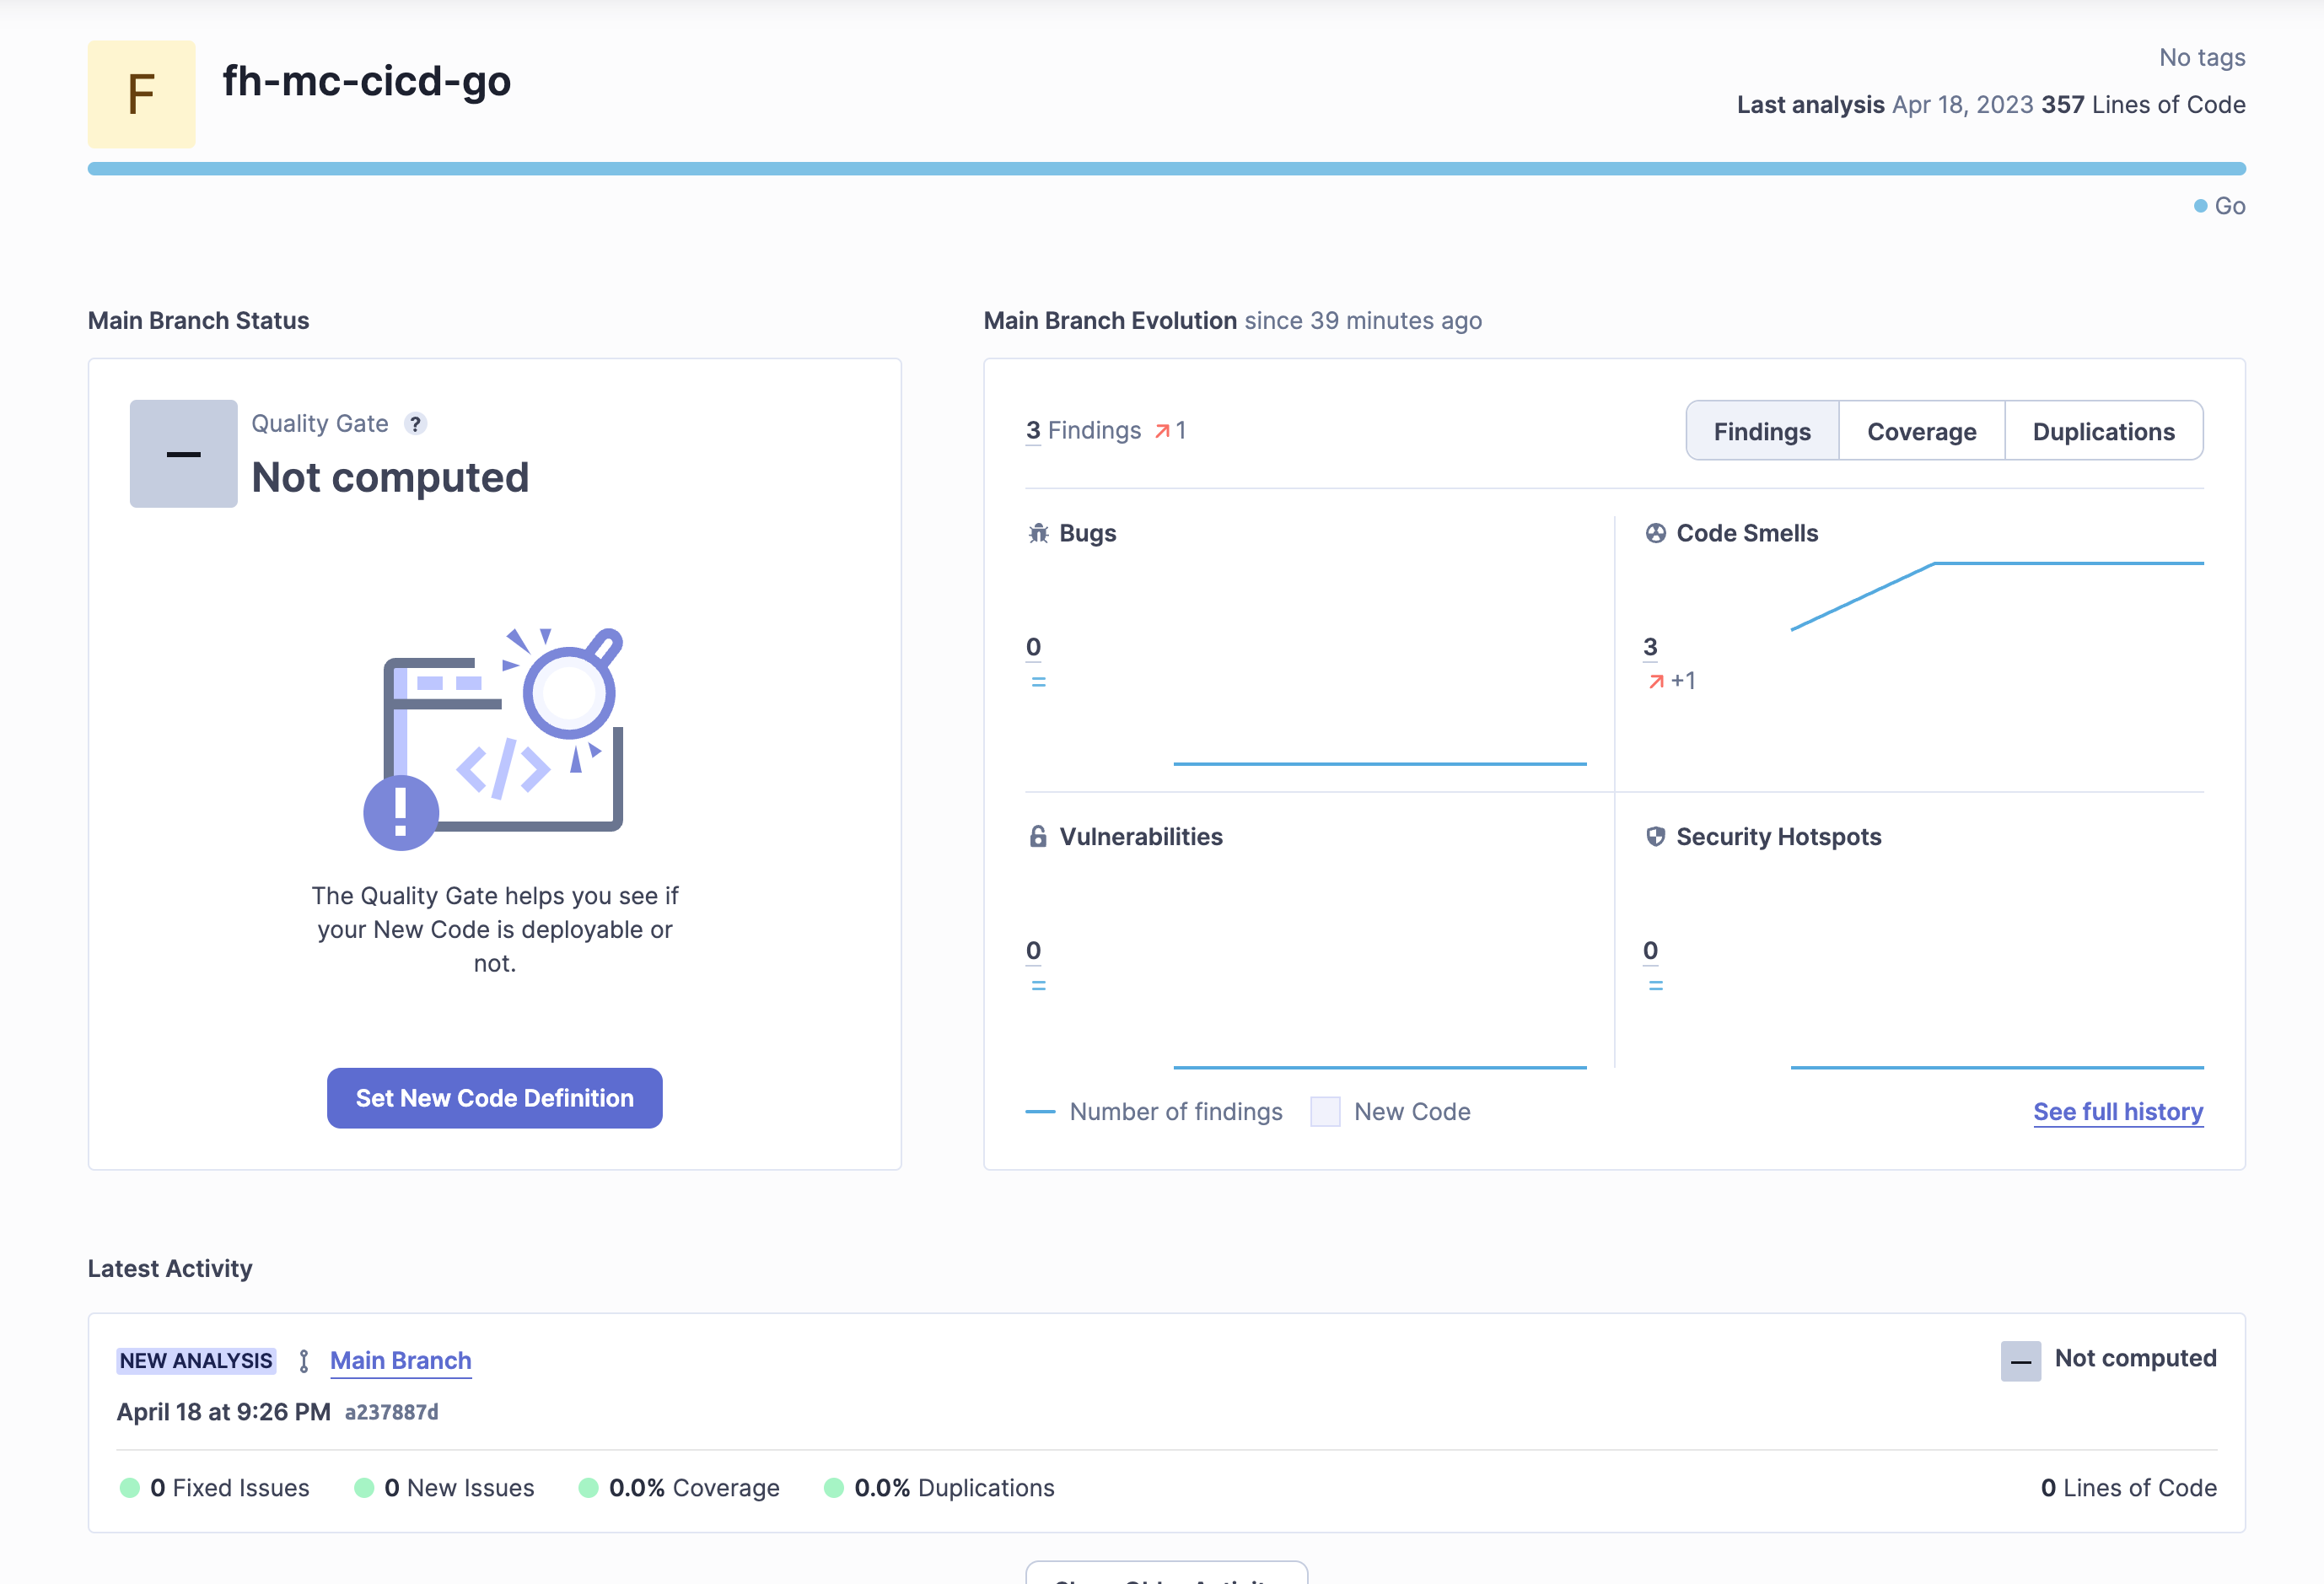 F
fh-mc-cicd-go
No tags
Last analysis Apr 18, 2023 357 Lines of Code
Go
Main Branch Status
Quality Gate ?
Not computed
The Quality Gate helps you see if
your New Code is deployable or
not.
Set New Code Definition
Main Branch Evolution since 39 minutes ago
3 Findings 1
Findings Coverage Duplications
Bugs
0
=
Code Smells
3
+1
Vulnerabilities
0
=
Security Hotspots
0
=
Number of findings New Code
See full history
Latest Activity
NEW ANALYSIS Main Branch
Not computed
April 18 at 9:26 PM a237887d
0 Fixed Issues 0 New Issues 0.0% Coverage 0.0% Duplications 0 Lines of Code